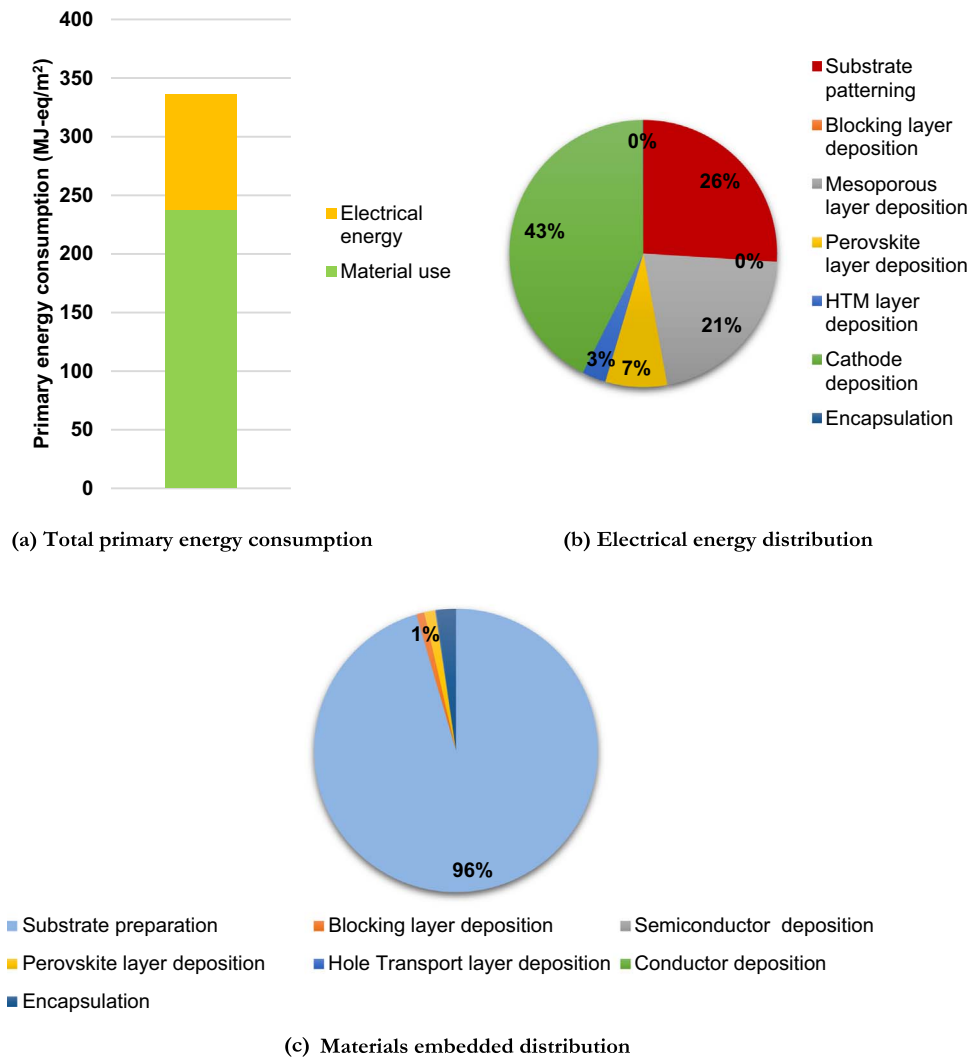 400
350
300
250
200
150
100
50
0
Primary energy consumption (MJ-eq/m²)
Electrical
energy
Material use
(a) Total primary energy consumption
0%
26%
0%
21%
7%
3%
43%
Substrate
patterning
Blocking layer
deposition
Mesoporous
layer deposition
Perovskite
layer deposition
HTM layer
deposition
Cathode
deposition
Encapsulation
(b) Electrical energy distribution
1%
96%
Substrate preparation
Blocking layer deposition
Semiconductor deposition
Perovskite layer deposition
Hole Transport layer deposition
Conductor deposition
Encapsulation
(c) Materials embedded distribution